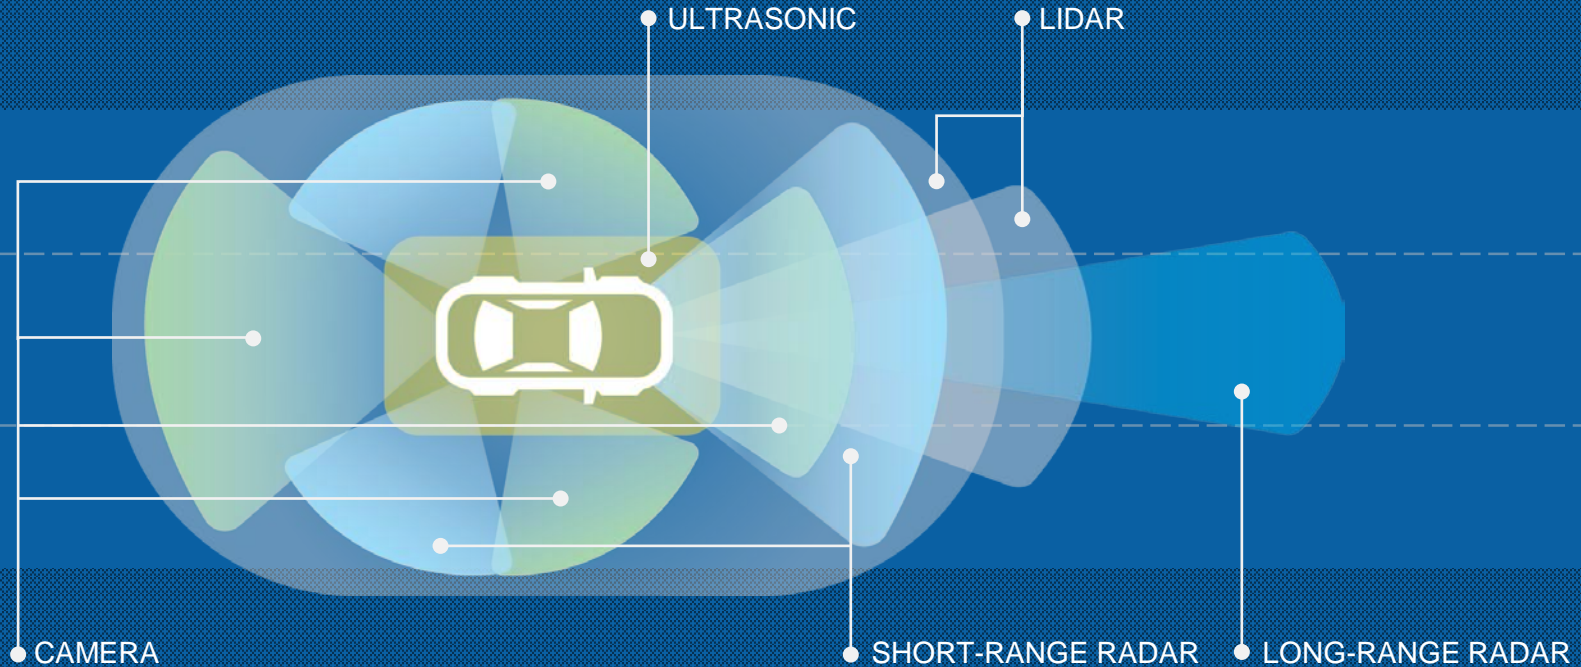 ULTRASONIC
LIDAR
CAMERA
SHORT-RANGE RADAR
LONG-RANGE RADAR